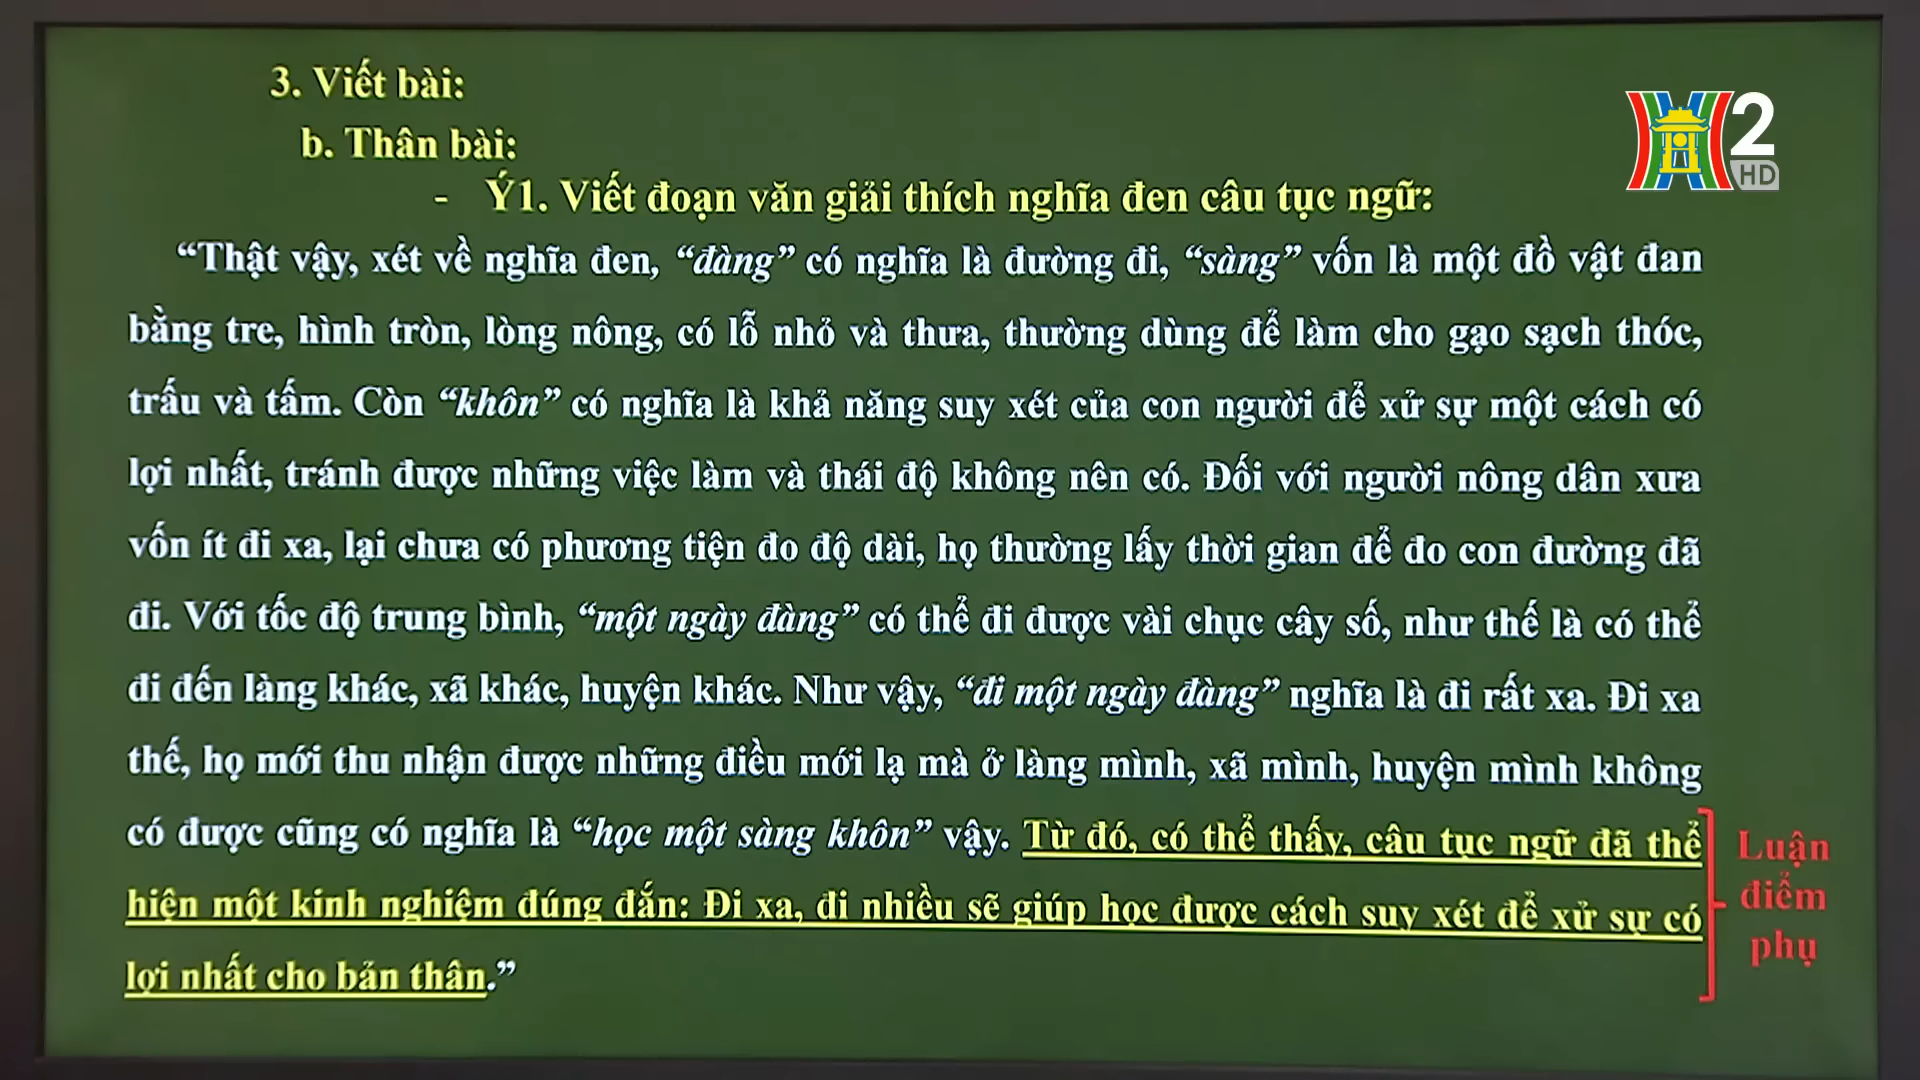 3. Viết bài:
b. Thân bài:
- Ý1. Viết đoạn văn giải thích nghĩa đen câu tục ngữ:
“Thật vậy, xét về nghĩa đen, “đàng” có nghĩa là đường đi, “sàng” vốn là một đồ vật đan
bằng tre, hình tròn, lòng nông, có lỗ nhỏ và thưa, thường dùng để làm cho gạo sạch thóc,
trấu và tấm. Còn “khôn” có nghĩa là khả năng suy xét của con người để xử sự một cách có
lợi nhất, tránh được những việc làm và thái độ không nên có. Đối với người nông dân xưa
vốn ít đi xa, lại chưa có phương tiện đo độ dài, họ thường lấy thời gian để đo con đường đã
đi. Với tốc độ trung bình, “một ngày đàng” có thể đi được vài chục cây số, như thế là có thể
đi đến làng khác, xã khác, huyện khác. Như vậy, “đi một ngày đàng” nghĩa là đi rất xa. Đi xa
thế, họ mới thu nhận được những điều mới lạ mà ở làng mình, xã mình, huyện mình không
có được cũng có nghĩa là “học một sàng khôn” vậy. Từ đó, có thể thấy, câu tục ngữ đã thể
hiện một kinh nghiệm đúng đắn: Đi xa, đi nhiều sẽ giúp học được cách suy xét để xử sự có
lợi nhất cho bản thân.”
Luận
điểm
phụ
H2
HD